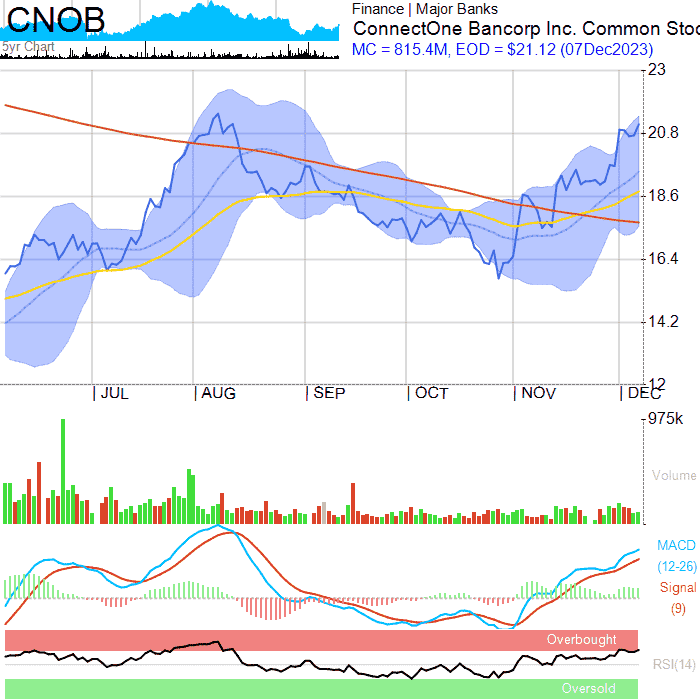 CNOB
5yr Chart
Finance | Major Banks
ConnectOne Bancorp Inc. Common Stoc
MC = 815.4M, EOD = $21.12 (07Dec2023)
23
20.8
18.6
16.4
14.2
12
| JUL
| AUG
| SEP
| OCT
| NOV
| DEC
975k
Volume
MACD
(12-26)
Signal
(9)
Overbought
RSI(14)
Oversold